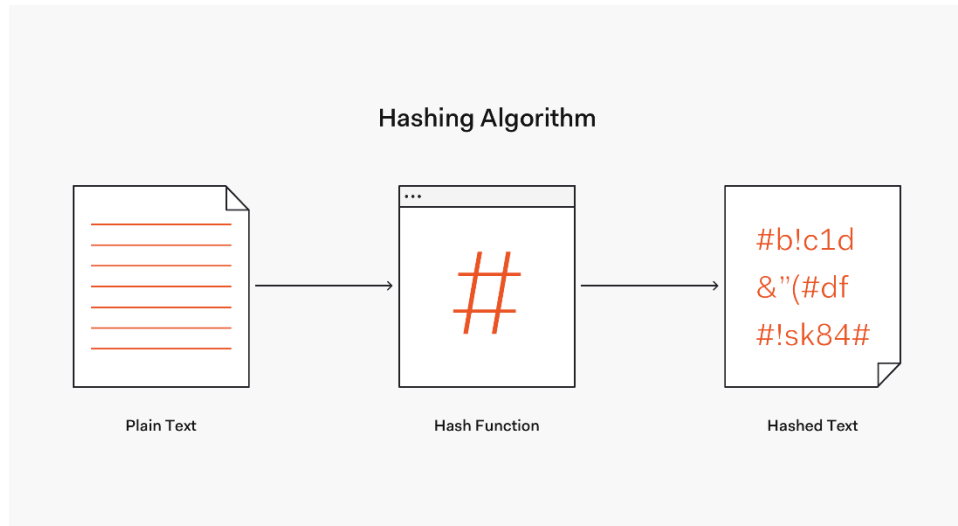 Hashing Algorithm
#
#b!c1d
&”(#df
#!sk84#
Plain Text
Hash Function
Hashed Text